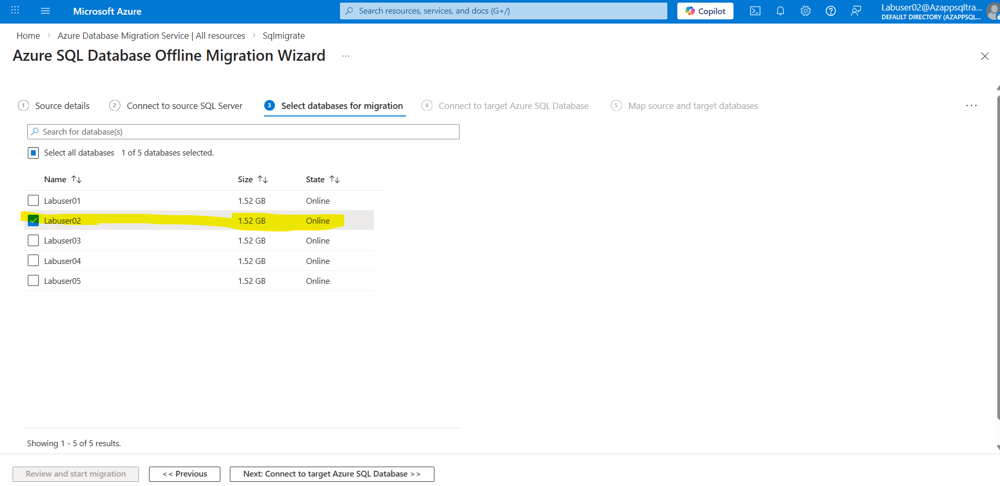 Microsoft Azure
Search resources, services, and docs (G+/)
Copilot
Labuser02@Azappsqltra...
DEFAULT DIRECTORY (AZAPPSQL...
Home > Azure Database Migration Service | All resources > Sqlmigrate
Azure SQL Database Offline Migration Wizard ...
1 Source details
2 Connect to source SQL Server
3 Select databases for migration
4 Connect to target Azure SQL Database
5 Map source and target databases
...
Search for database(s)
Select all databases 1 of 5 databases selected.
Name ↑↓ Size ↑↓ State ↑↓
Labuser01 1.52 GB Online
Labuser02 1.52 GB Online
Labuser03 1.52 GB Online
Labuser04 1.52 GB Online
Labuser05 1.52 GB Online
Showing 1 - 5 of 5 results.
Review and start migration
<< Previous
Next: Connect to target Azure SQL Database >>